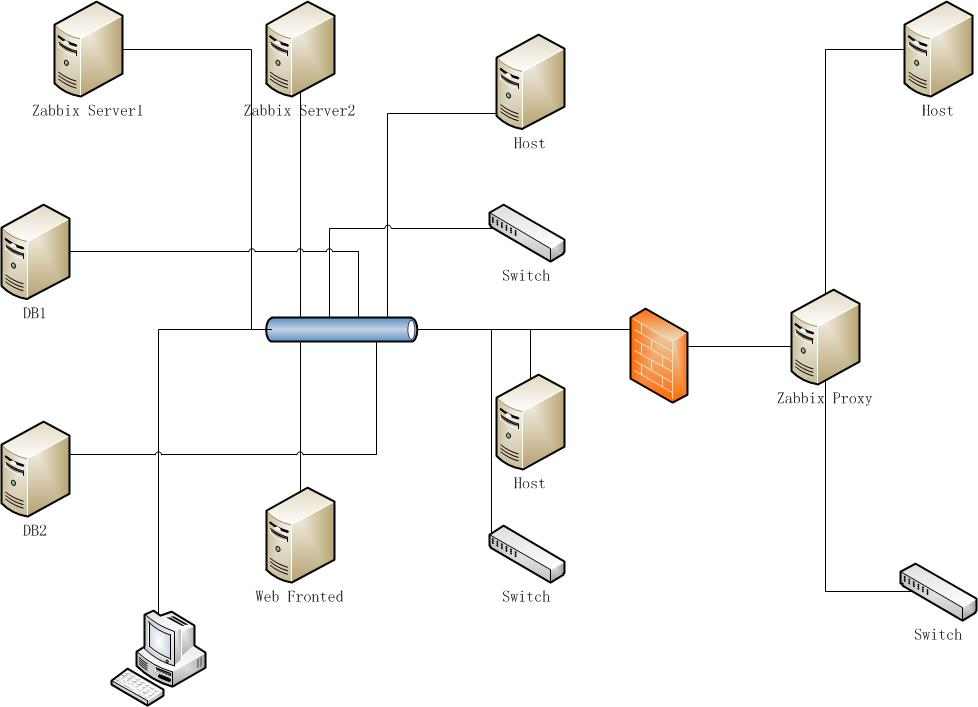 Zabbix Server1
Zabbix Server2
Host
Host
Switch
DB1
Zabbix Proxy
Host
DB2
Web Fronted
Switch
Switch